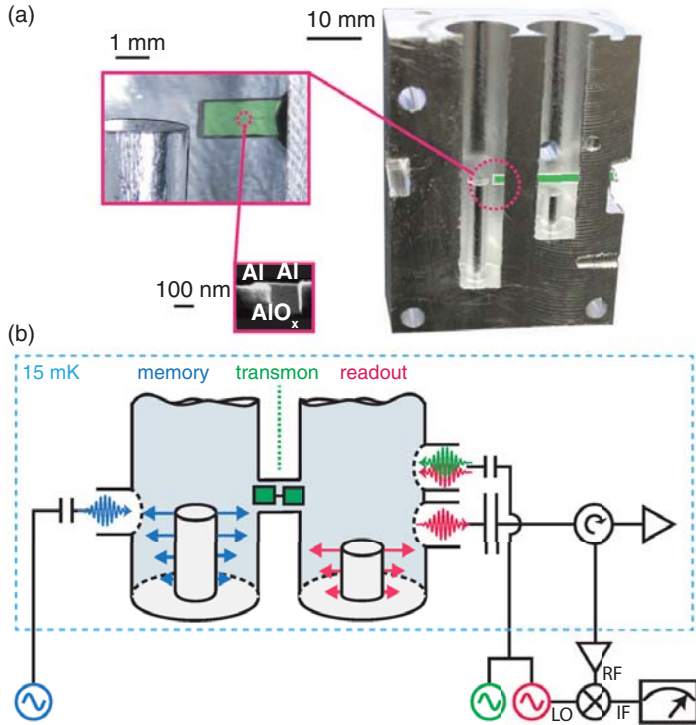 (a)
1 mm
10 mm
Al Al
100 nm
AlOx
(b)
15 mK
memory
transmon
readout
RF
LO
IF